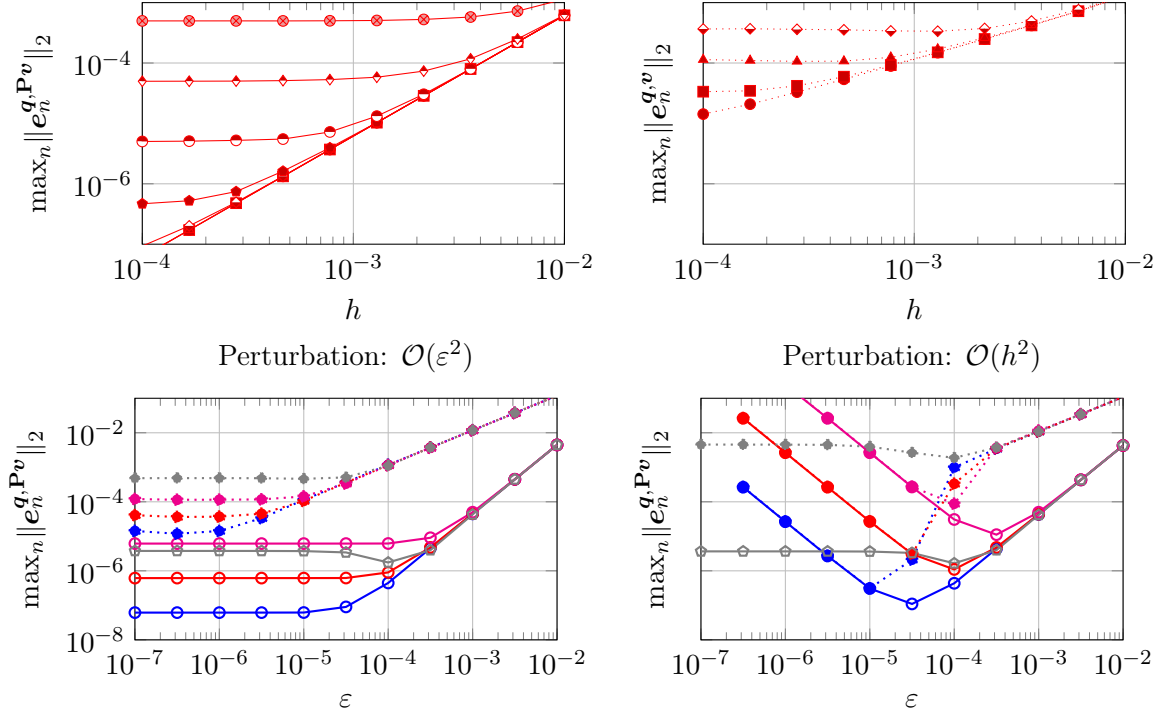 max_n ‖e_n^{q,Pv}‖_2
10^{-4}
10^{-6}
10^{-4} 10^{-3} 10^{-2}
h
max_n ‖e_n^{q,v}‖_2
10^{-4} 10^{-3} 10^{-2}
h
Perturbation: 𝒪(ε^2)
max_n ‖e_n^{q,Pv}‖_2
10^{-2}
10^{-4}
10^{-6}
10^{-8}
10^{-7} 10^{-6} 10^{-5} 10^{-4} 10^{-3} 10^{-2}
ε
Perturbation: 𝒪(h^2)
max_n ‖e_n^{q,Pv}‖_2
10^{-7} 10^{-6} 10^{-5} 10^{-4} 10^{-3} 10^{-2}
ε